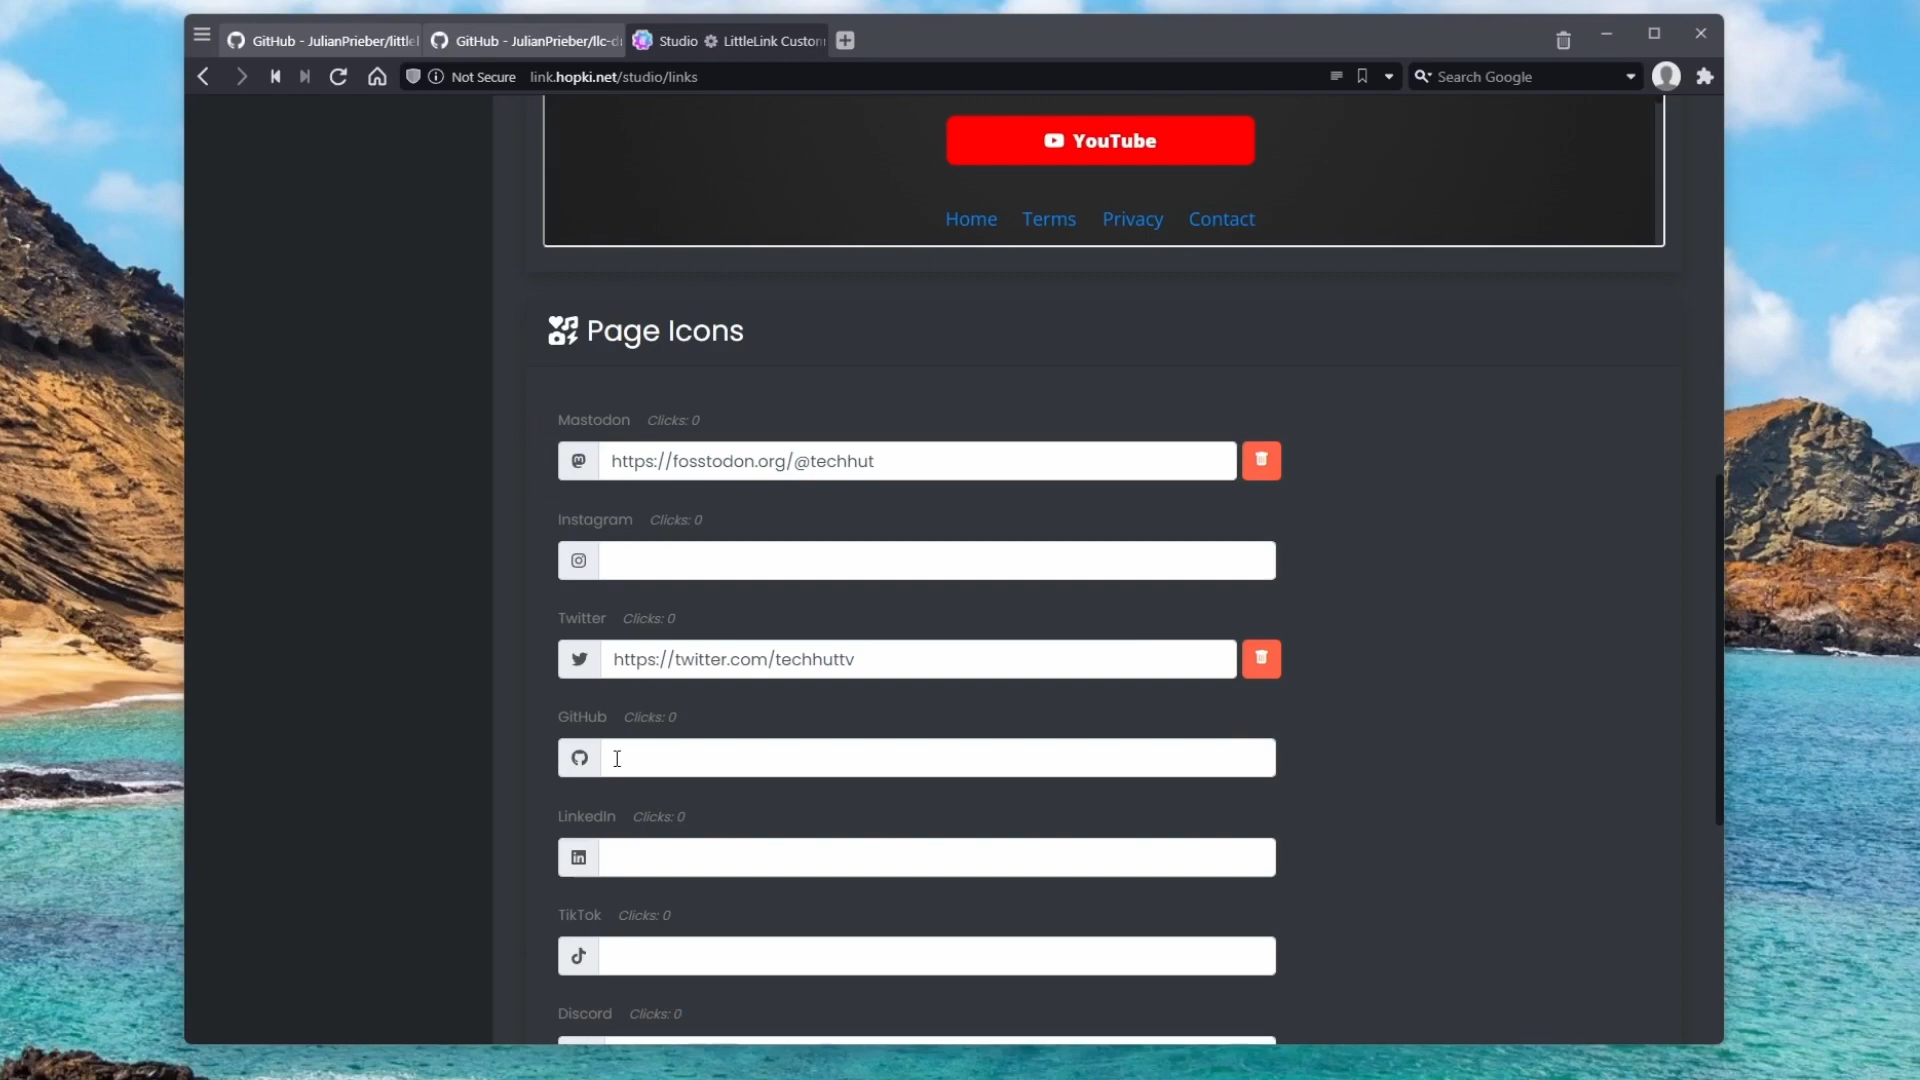 GitHub - JulianPrieber/little
GitHub - JulianPrieber/llc-d
Studio
LittleLink Custom
Not Secure
link.hopki.net/studio/links
Search Google
YouTube
Home Terms Privacy Contact
Page Icons
Mastodon Clicks: 0
https://fosstodon.org/@techhut
Instagram Clicks: 0
Twitter Clicks: 0
https://twitter.com/techhuttv
GitHub Clicks: 0
LinkedIn Clicks: 0
TikTok Clicks: 0
Discord Clicks: 0